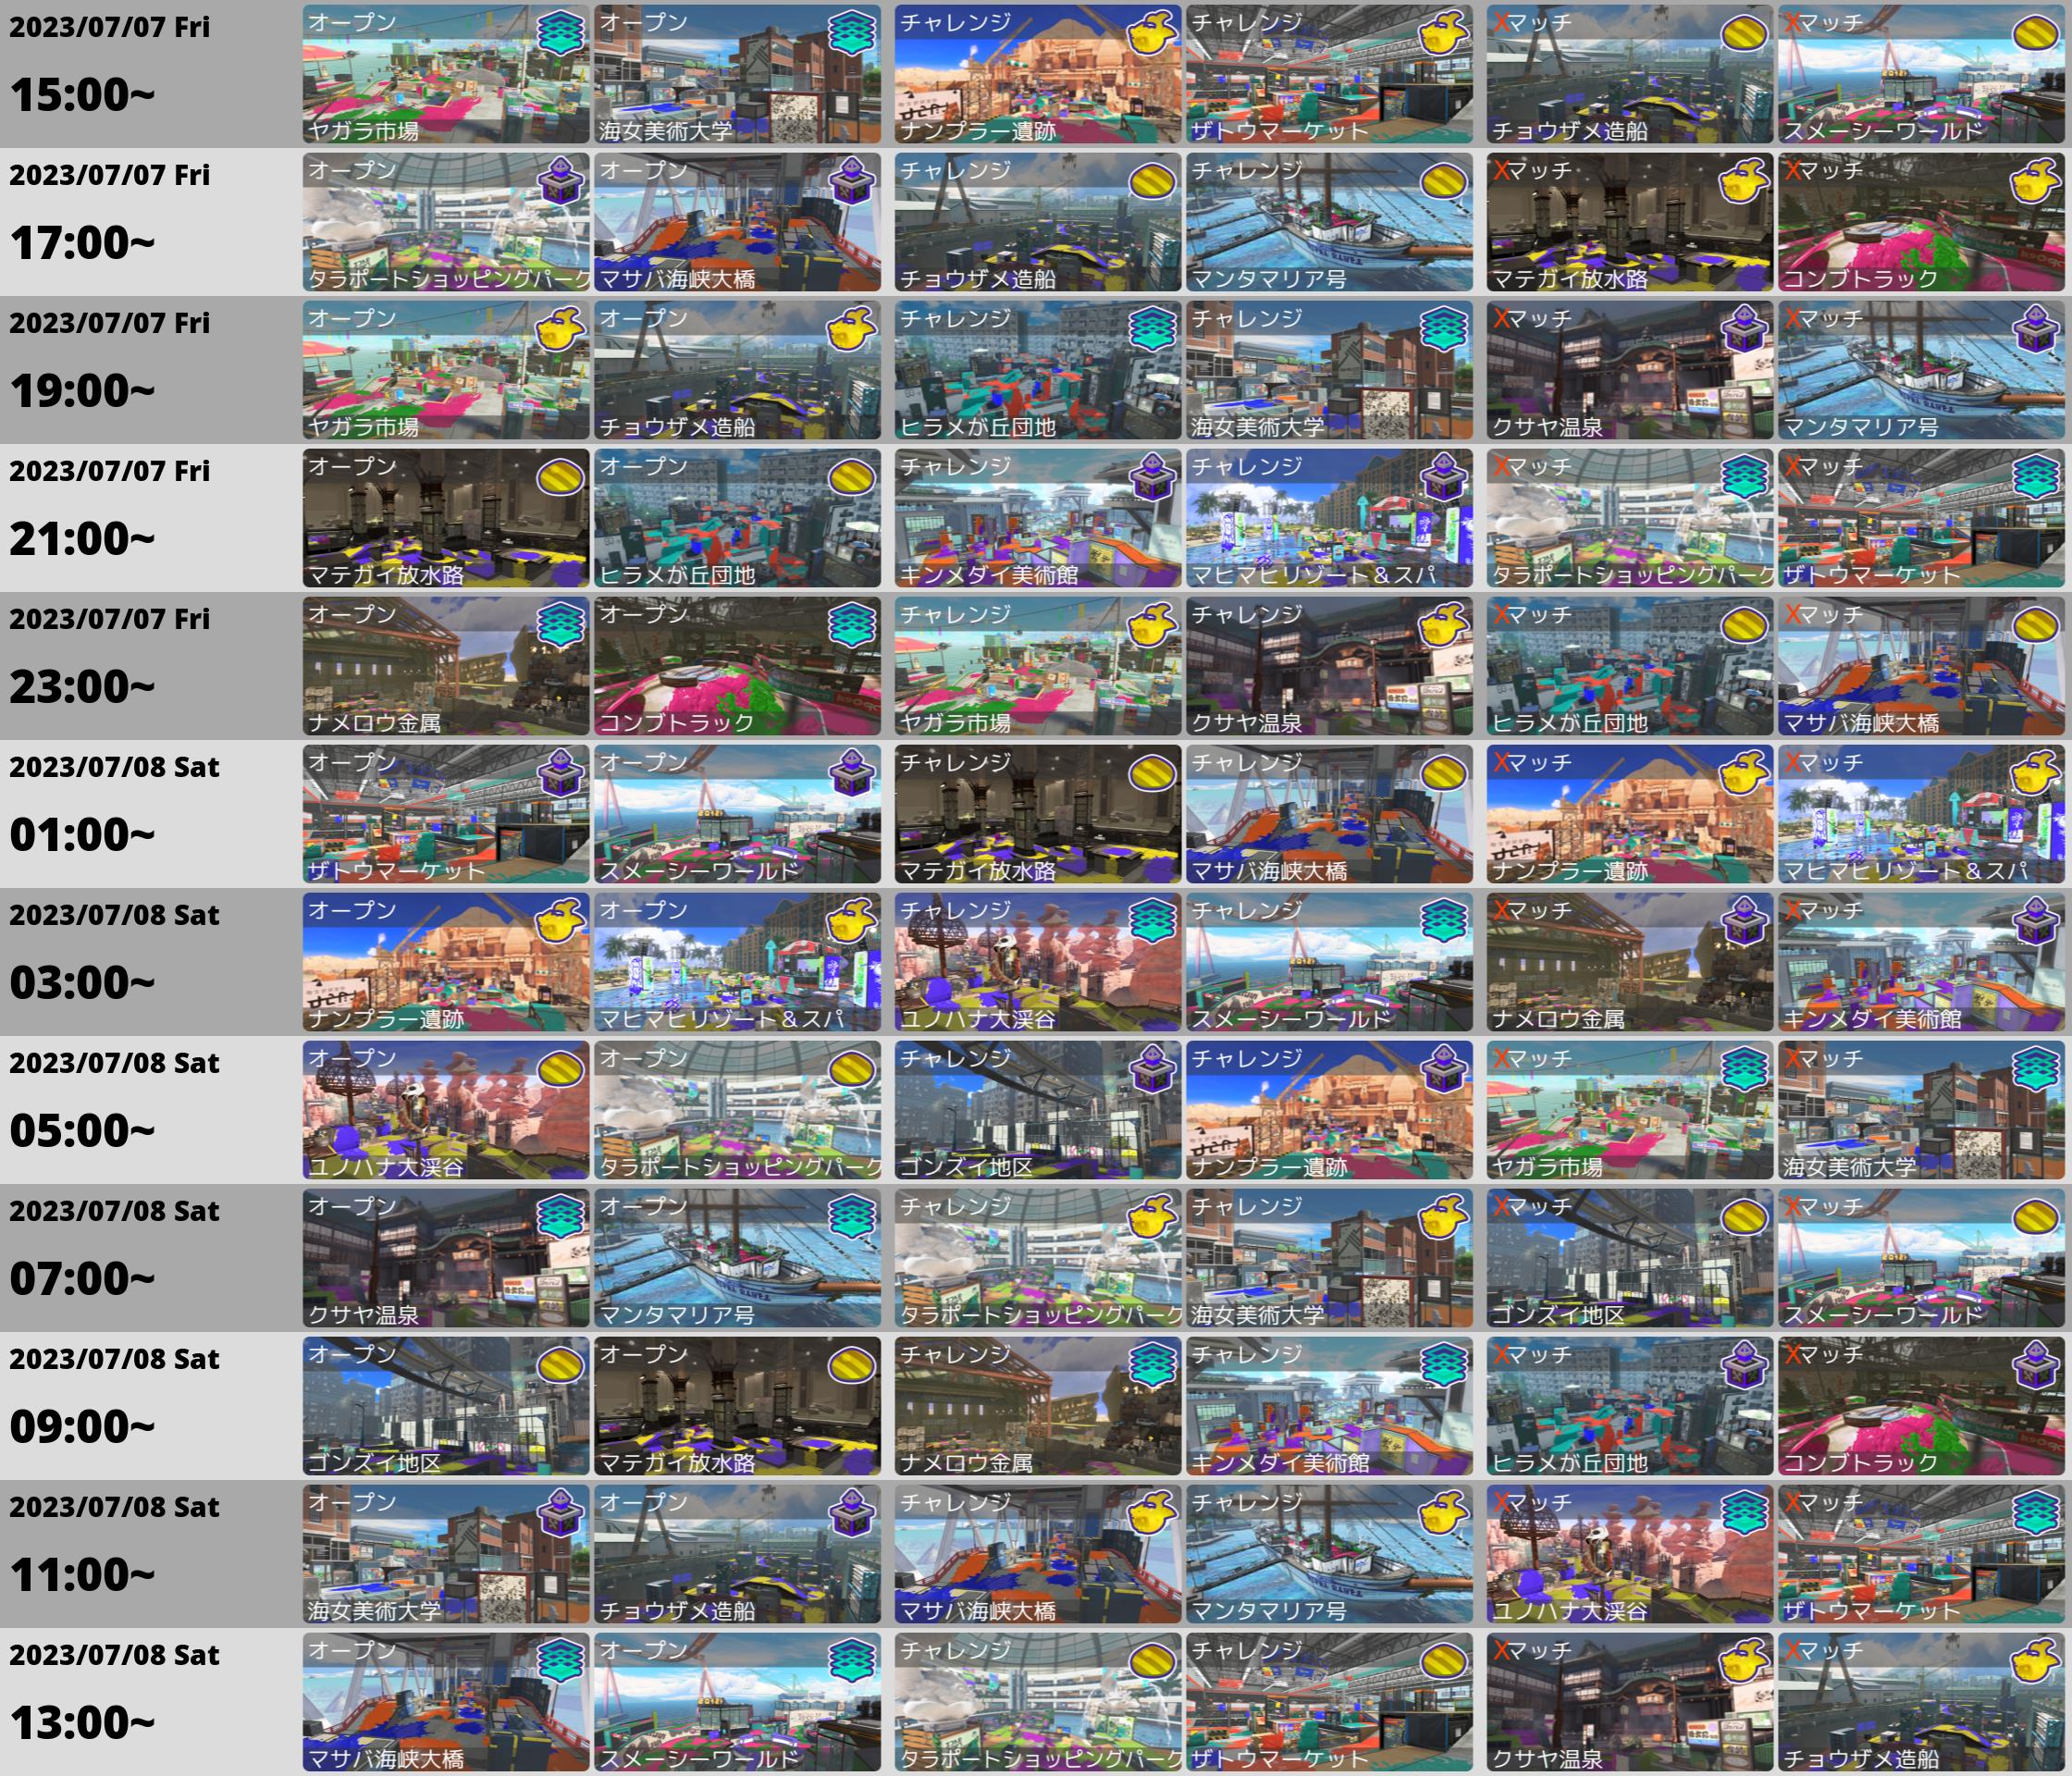 2023/07/07 Fri
15:00~
オープン オープン チャレンジ チャレンジ Xマッチ Xマッチ
ヤガラ市場 海女美術大学 ナンプラー遺跡 ザトウマーケット チョウザメ造船 スメーシーワールド
2023/07/07 Fri
17:00~
オープン オープン チャレンジ チャレンジ Xマッチ Xマッチ
タラポートショッピングパーク マサバ海峡大橋 チョウザメ造船 マンタマリア号 マテガイ放水路 コンブトラック
2023/07/07 Fri
19:00~
オープン オープン チャレンジ チャレンジ Xマッチ Xマッチ
ヤガラ市場 チョウザメ造船 ヒラメが丘団地 海女美術大学 クサヤ温泉 マンタマリア号
2023/07/07 Fri
21:00~
オープン オープン チャレンジ チャレンジ Xマッチ Xマッチ
マテガイ放水路 ヒラメが丘団地 キンメダイ美術館 マヒマヒリゾート＆スパ タラポートショッピングパーク ザトウマーケット
2023/07/07 Fri
23:00~
オープン オープン チャレンジ チャレンジ Xマッチ Xマッチ
ナメロウ金属 コンブトラック ヤガラ市場 クサヤ温泉 ヒラメが丘団地 マサバ海峡大橋
2023/07/08 Sat
01:00~
オープン オープン チャレンジ チャレンジ Xマッチ Xマッチ
ザトウマーケット スメーシーワールド マテガイ放水路 マサバ海峡大橋 ナンプラー遺跡 マヒマヒリゾート＆スパ
2023/07/08 Sat
03:00~
オープン オープン チャレンジ チャレンジ Xマッチ Xマッチ
ナンプラー遺跡 マヒマヒリゾート＆スパ ユノハナ大渓谷 スメーシーワールド ナメロウ金属 キンメダイ美術館
2023/07/08 Sat
05:00~
オープン オープン チャレンジ チャレンジ Xマッチ Xマッチ
ユノハナ大渓谷 タラポートショッピングパーク ゴンズイ地区 ナンプラー遺跡 ヤガラ市場 海女美術大学
2023/07/08 Sat
07:00~
オープン オープン チャレンジ チャレンジ Xマッチ Xマッチ
クサヤ温泉 マンタマリア号 タラポートショッピングパーク 海女美術大学 ゴンズイ地区 スメーシーワールド
2023/07/08 Sat
09:00~
オープン オープン チャレンジ チャレンジ Xマッチ Xマッチ
ゴンズイ地区 マテガイ放水路 ナメロウ金属 キンメダイ美術館 ヒラメが丘団地 コンブトラック
2023/07/08 Sat
11:00~
オープン オープン チャレンジ チャレンジ Xマッチ Xマッチ
海女美術大学 チョウザメ造船 マサバ海峡大橋 マンタマリア号 ユノハナ大渓谷 ザトウマーケット
2023/07/08 Sat
13:00~
オープン オープン チャレンジ チャレンジ Xマッチ Xマッチ
マサバ海峡大橋 スメーシーワールド タラポートショッピングパーク ザトウマーケット クサヤ温泉 チョウザメ造船